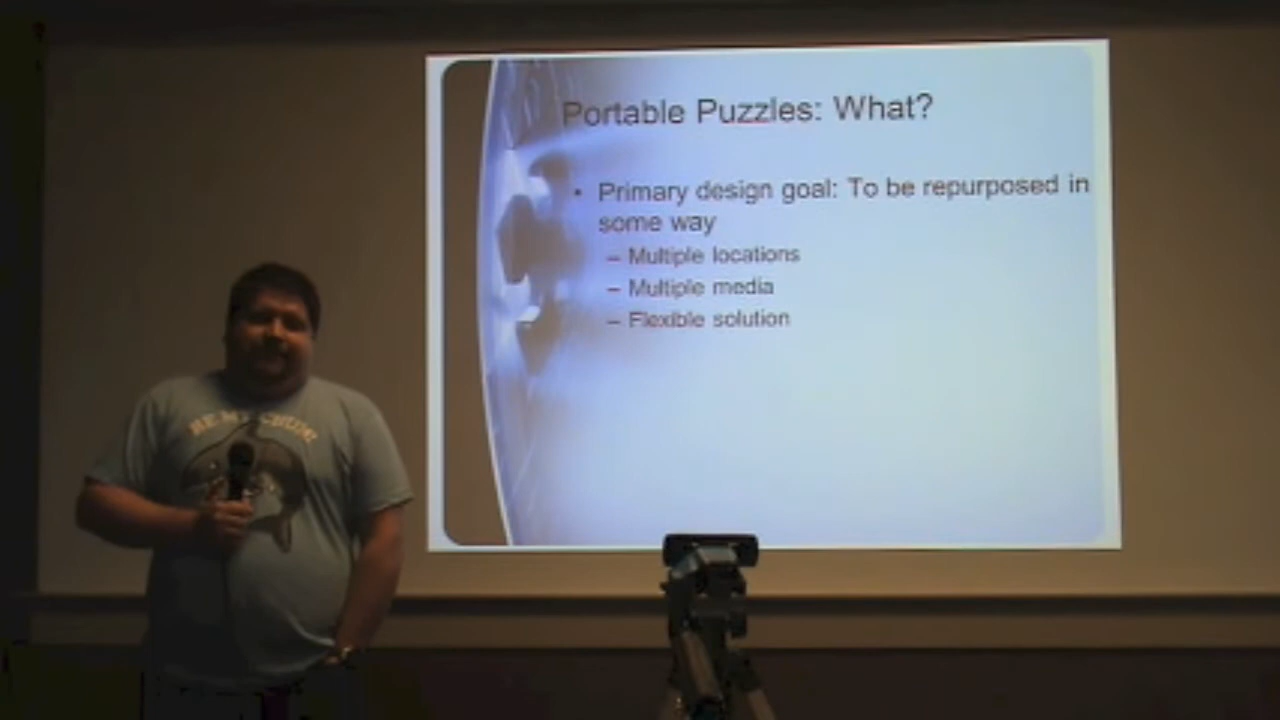 Portable Puzzles: What?
• Primary design goal: To be repurposed in
some way
– Multiple locations
– Multiple media
– Flexible solution